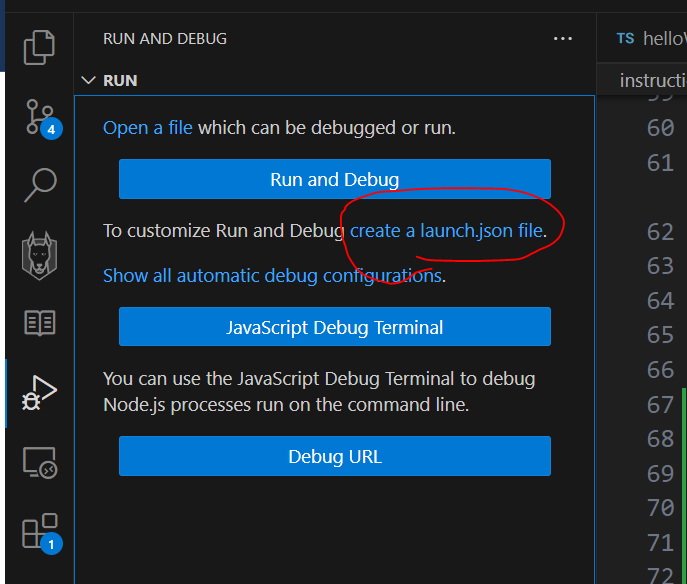 RUN AND DEBUG
···
TS hello
RUN
instructi
Open a file which can be debugged or run.
60
4
61
Run and Debug
To customize Run and Debug create a launch.json file.
62
63
Show all automatic debug configurations.
64
JavaScript Debug Terminal
65
66
You can use the JavaScript Debug Terminal to debug
Node.js processes run on the command line.
67
68
Debug URL
69
70
1
71
72